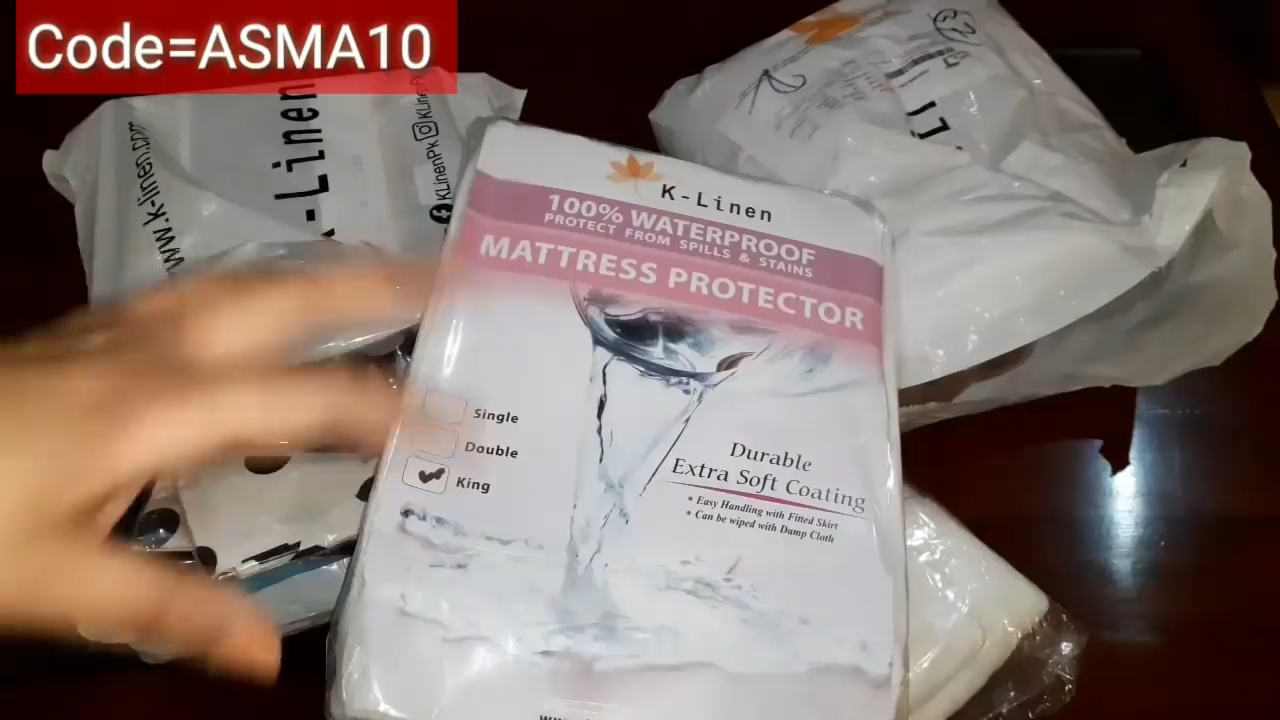 Code=ASMA10
www.k-linen.com
-Linen
KLinenPk
K-Linen
100% WATERPROOF
PROTECT FROM SPILLS & STAINS
MATTRESS PROTECTOR
Single
Double
King
Durable
Extra Soft Coating
• Easy Handling with Fitted Skirt
• Can be wiped with Damp Cloth